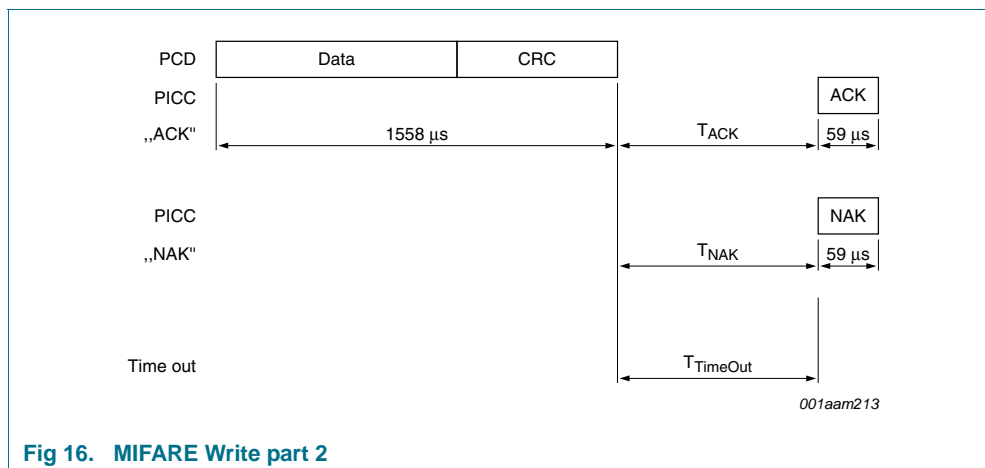 PCD Data CRC
PICC ACK
,,ACK" 1558 µs TACK 59 µs
PICC NAK
,,NAK" TNAK 59 µs
Time out TTimeOut
001aam213
Fig 16. MIFARE Write part 2